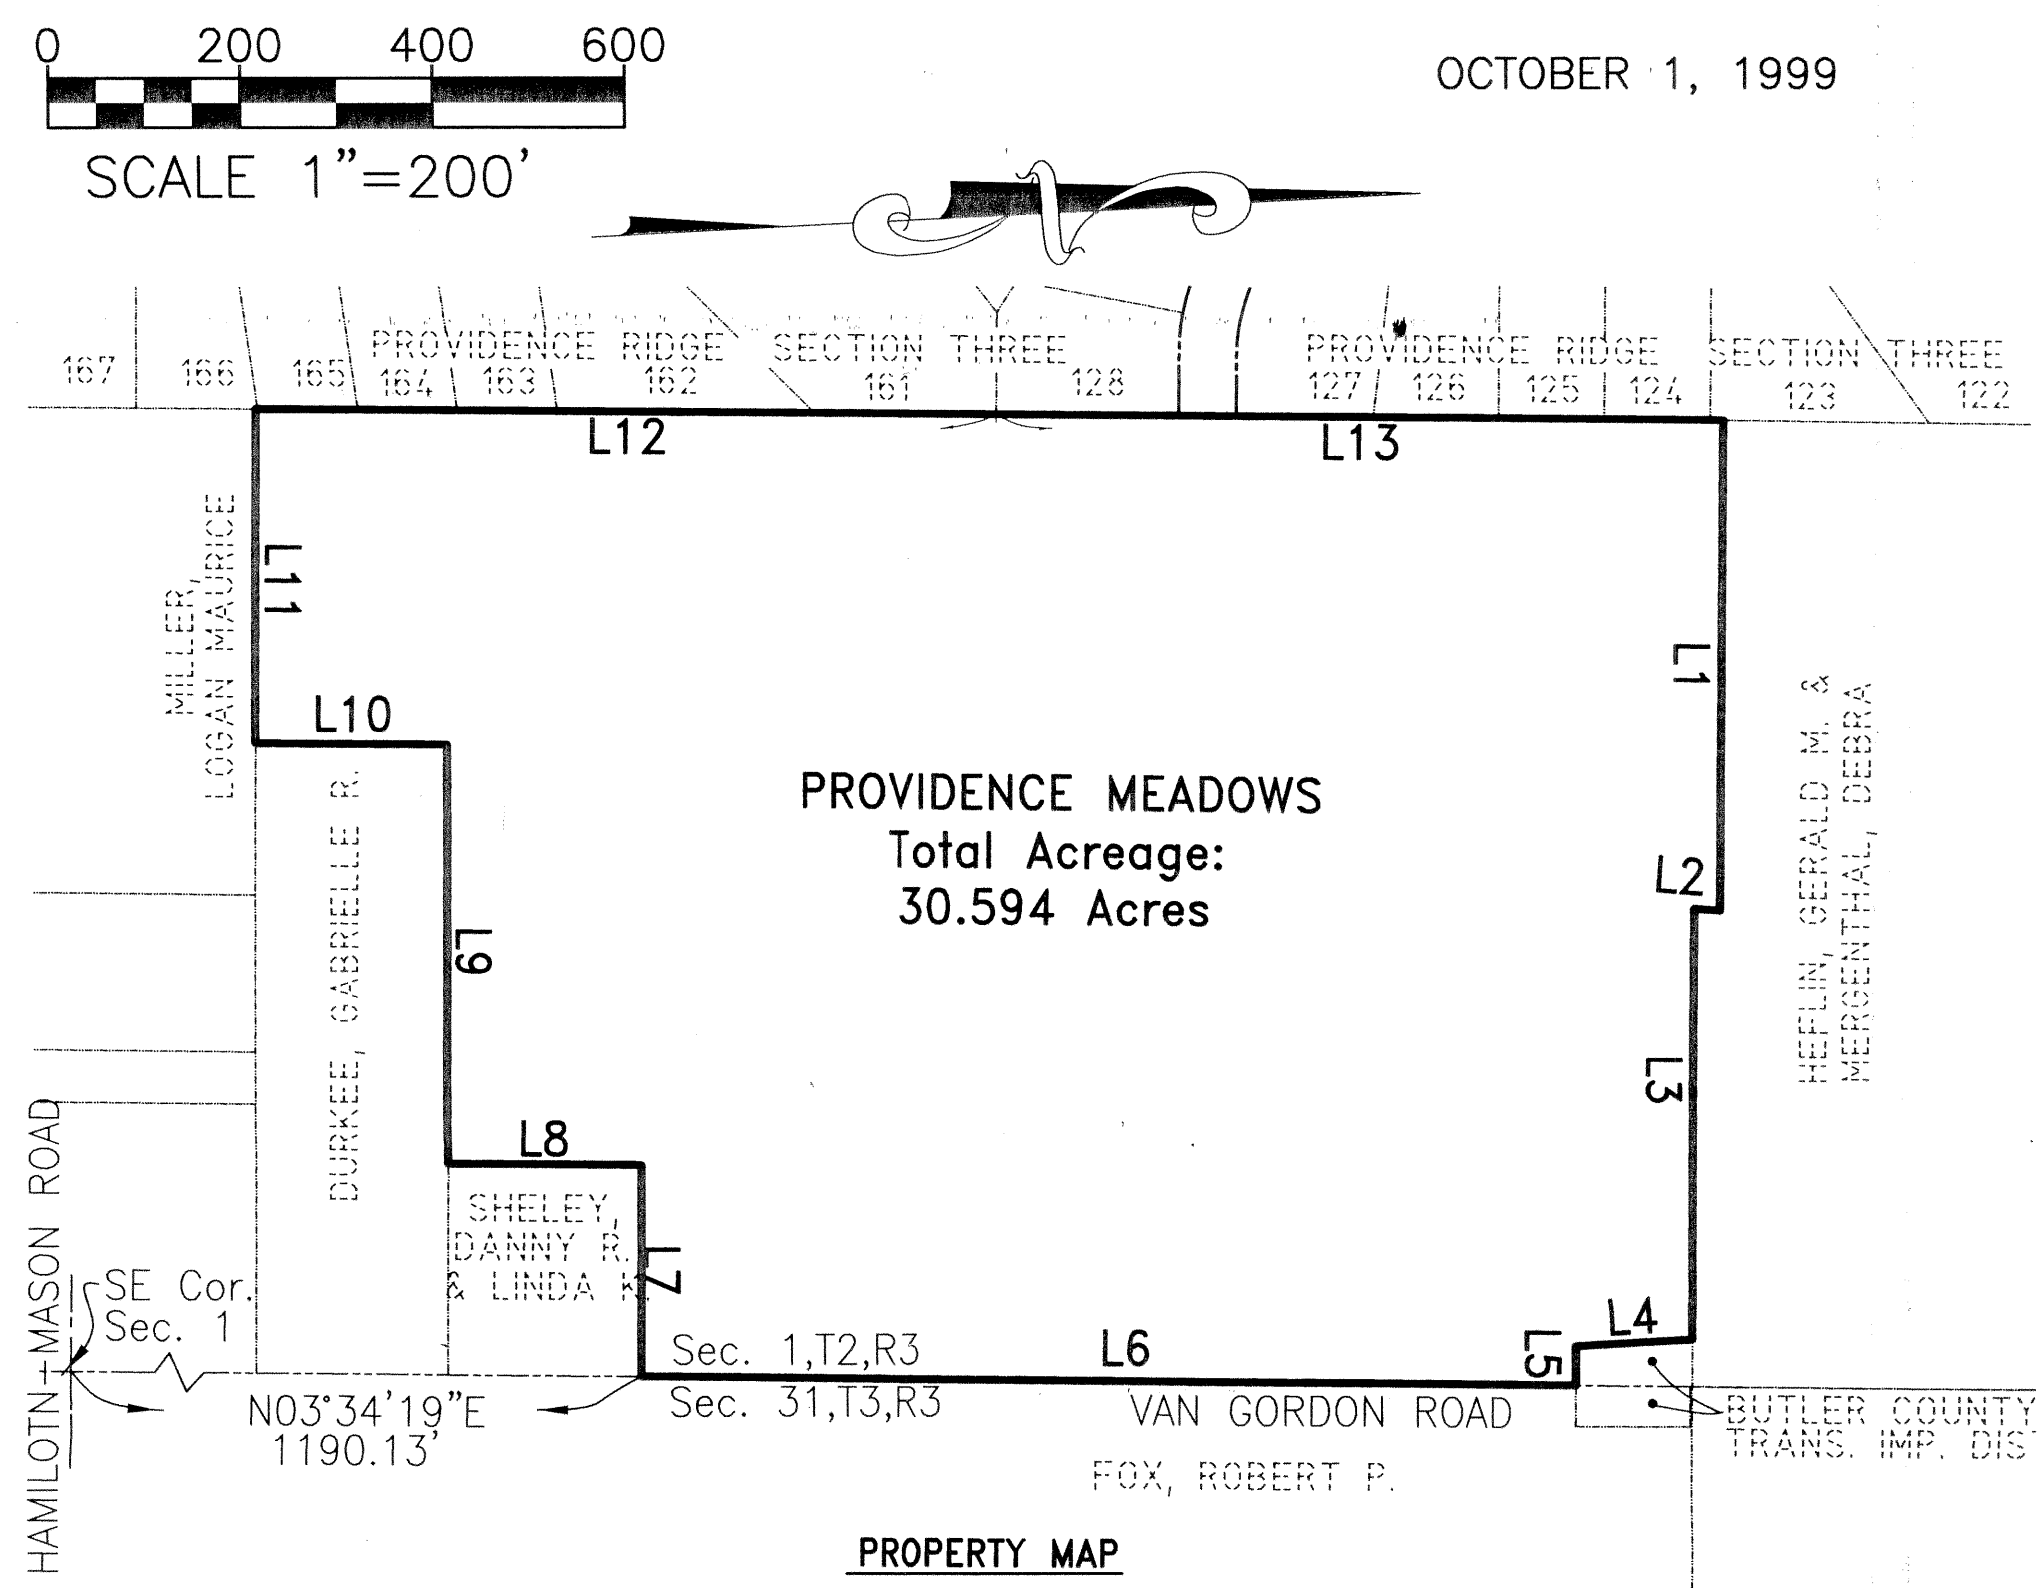 0 200 400 600
SCALE 1"=200'
OCTOBER 1, 1999
N
PROVIDENCE RIDGE SECTION THREE
PROVIDENCE RIDGE SECTION THREE
167 166 165 164 163 162 161 128 127 126 125 124 123 122
L12
L13
L11
MILLER,
LOGAN MAURICE
L1
L10
HEFLIN, GERALD M. &
MERGENTHAL, DEBRA
PROVIDENCE MEADOWS
Total Acreage:
30.594 Acres
L2
DURKEE, GABRIELLE R.
L9
L3
L8
SHELEY,
DANNY R.
& LINDA K.
L7
HAMILOTN-MASON ROAD
SE Cor.
Sec. 1
Sec. 1,T2,R3
L6
L5
L4
N03°34'19"E
1190.13'
Sec. 31,T3,R3
VAN GORDON ROAD
BUTLER COUNTY
TRANS. IMP. DIS
FOX, ROBERT P.
PROPERTY MAP